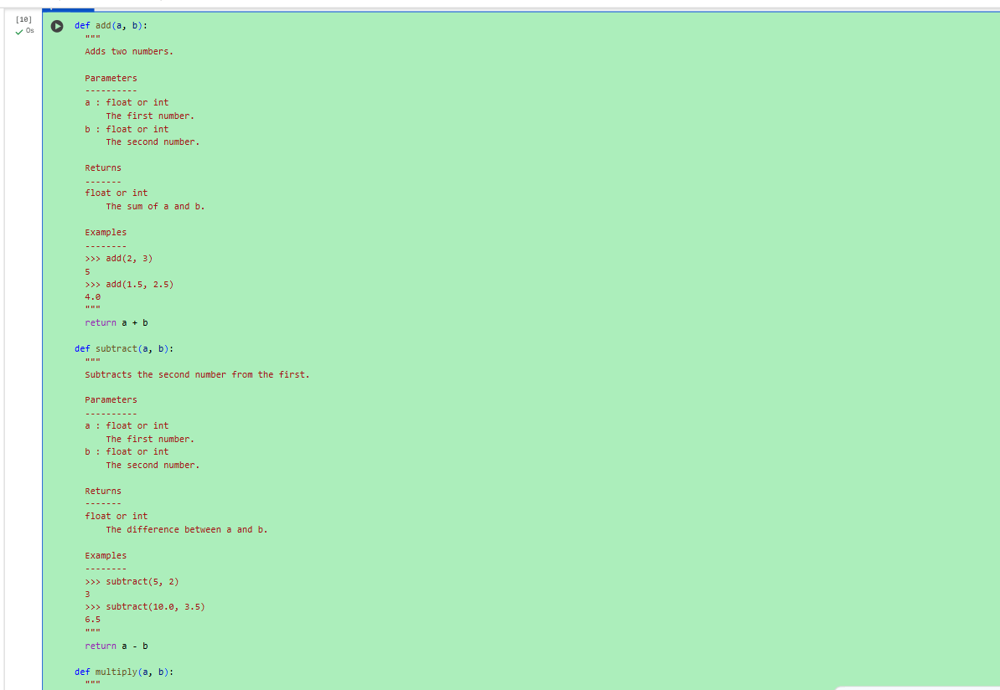 [10]
0s
def add(a, b):
"""
Adds two numbers.
Parameters
----------
a : float or int
The first number.
b : float or int
The second number.
Returns
-------
float or int
The sum of a and b.
Examples
--------
>>> add(2, 3)
5
>>> add(1.5, 2.5)
4.0
"""
return a + b
def subtract(a, b):
"""
Subtracts the second number from the first.
Parameters
----------
a : float or int
The first number.
b : float or int
The second number.
Returns
-------
float or int
The difference between a and b.
Examples
--------
>>> subtract(5, 2)
3
>>> subtract(10.0, 3.5)
6.5
"""
return a - b
def multiply(a, b):
"""